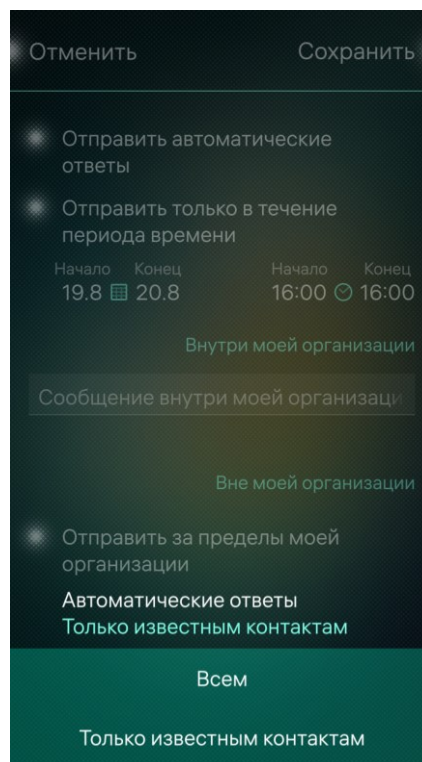 Отменить Сохранить
Отправить автоматические
ответы
Отправить только в течение
периода времени
Начало Конец Начало Конец
19.8 20.8 16:00 16:00
Внутри моей организации
Сообщение внутри моей организаци
Вне моей организации
Отправить за пределы моей
организации
Автоматические ответы
Только известным контактам
Всем
Только известным контактам